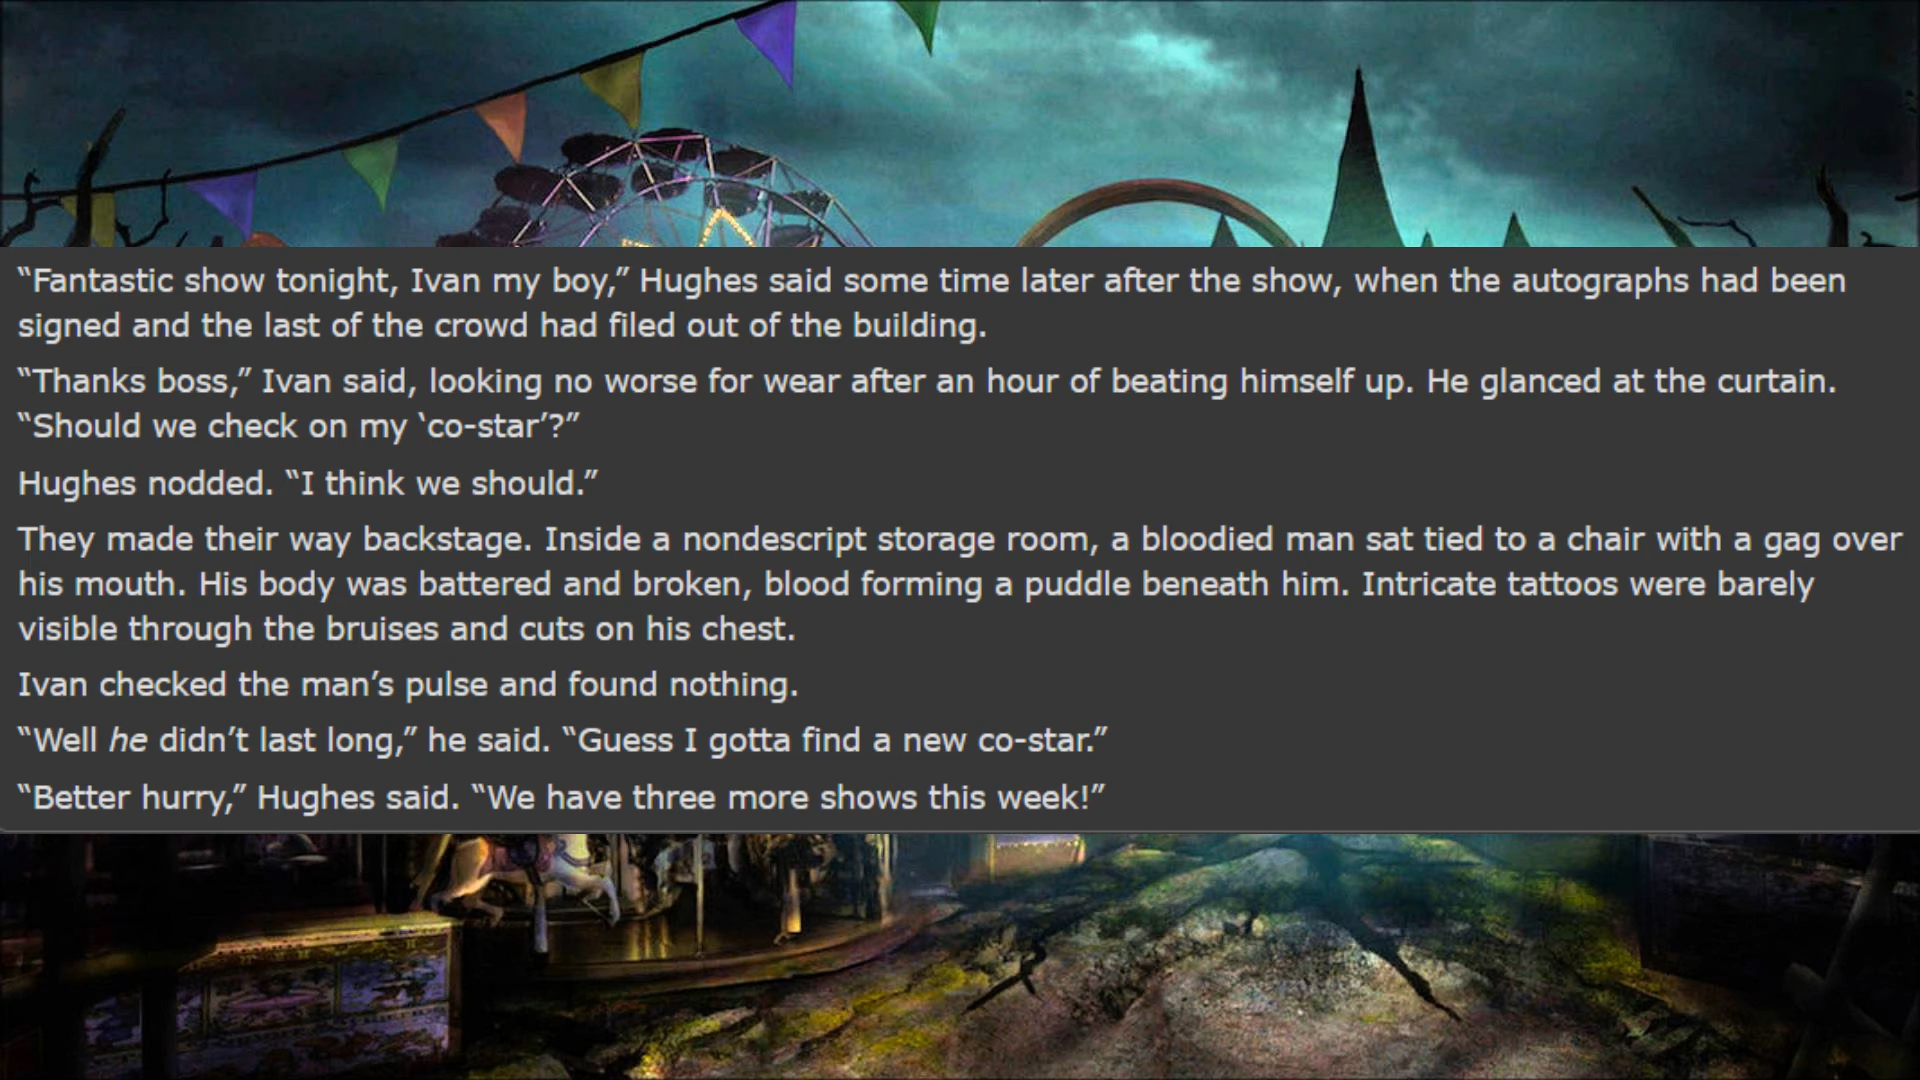 “Fantastic show tonight, Ivan my boy,” Hughes said some time later after the show, when the autographs had been
signed and the last of the crowd had filed out of the building.
“Thanks boss,” Ivan said, looking no worse for wear after an hour of beating himself up. He glanced at the curtain.
“Should we check on my ‘co-star’?”
Hughes nodded. “I think we should.”
They made their way backstage. Inside a nondescript storage room, a bloodied man sat tied to a chair with a gag over
his mouth. His body was battered and broken, blood forming a puddle beneath him. Intricate tattoos were barely
visible through the bruises and cuts on his chest.
Ivan checked the man’s pulse and found nothing.
“Well he didn’t last long,” he said. “Guess I gotta find a new co-star.”
“Better hurry,” Hughes said. “We have three more shows this week!”